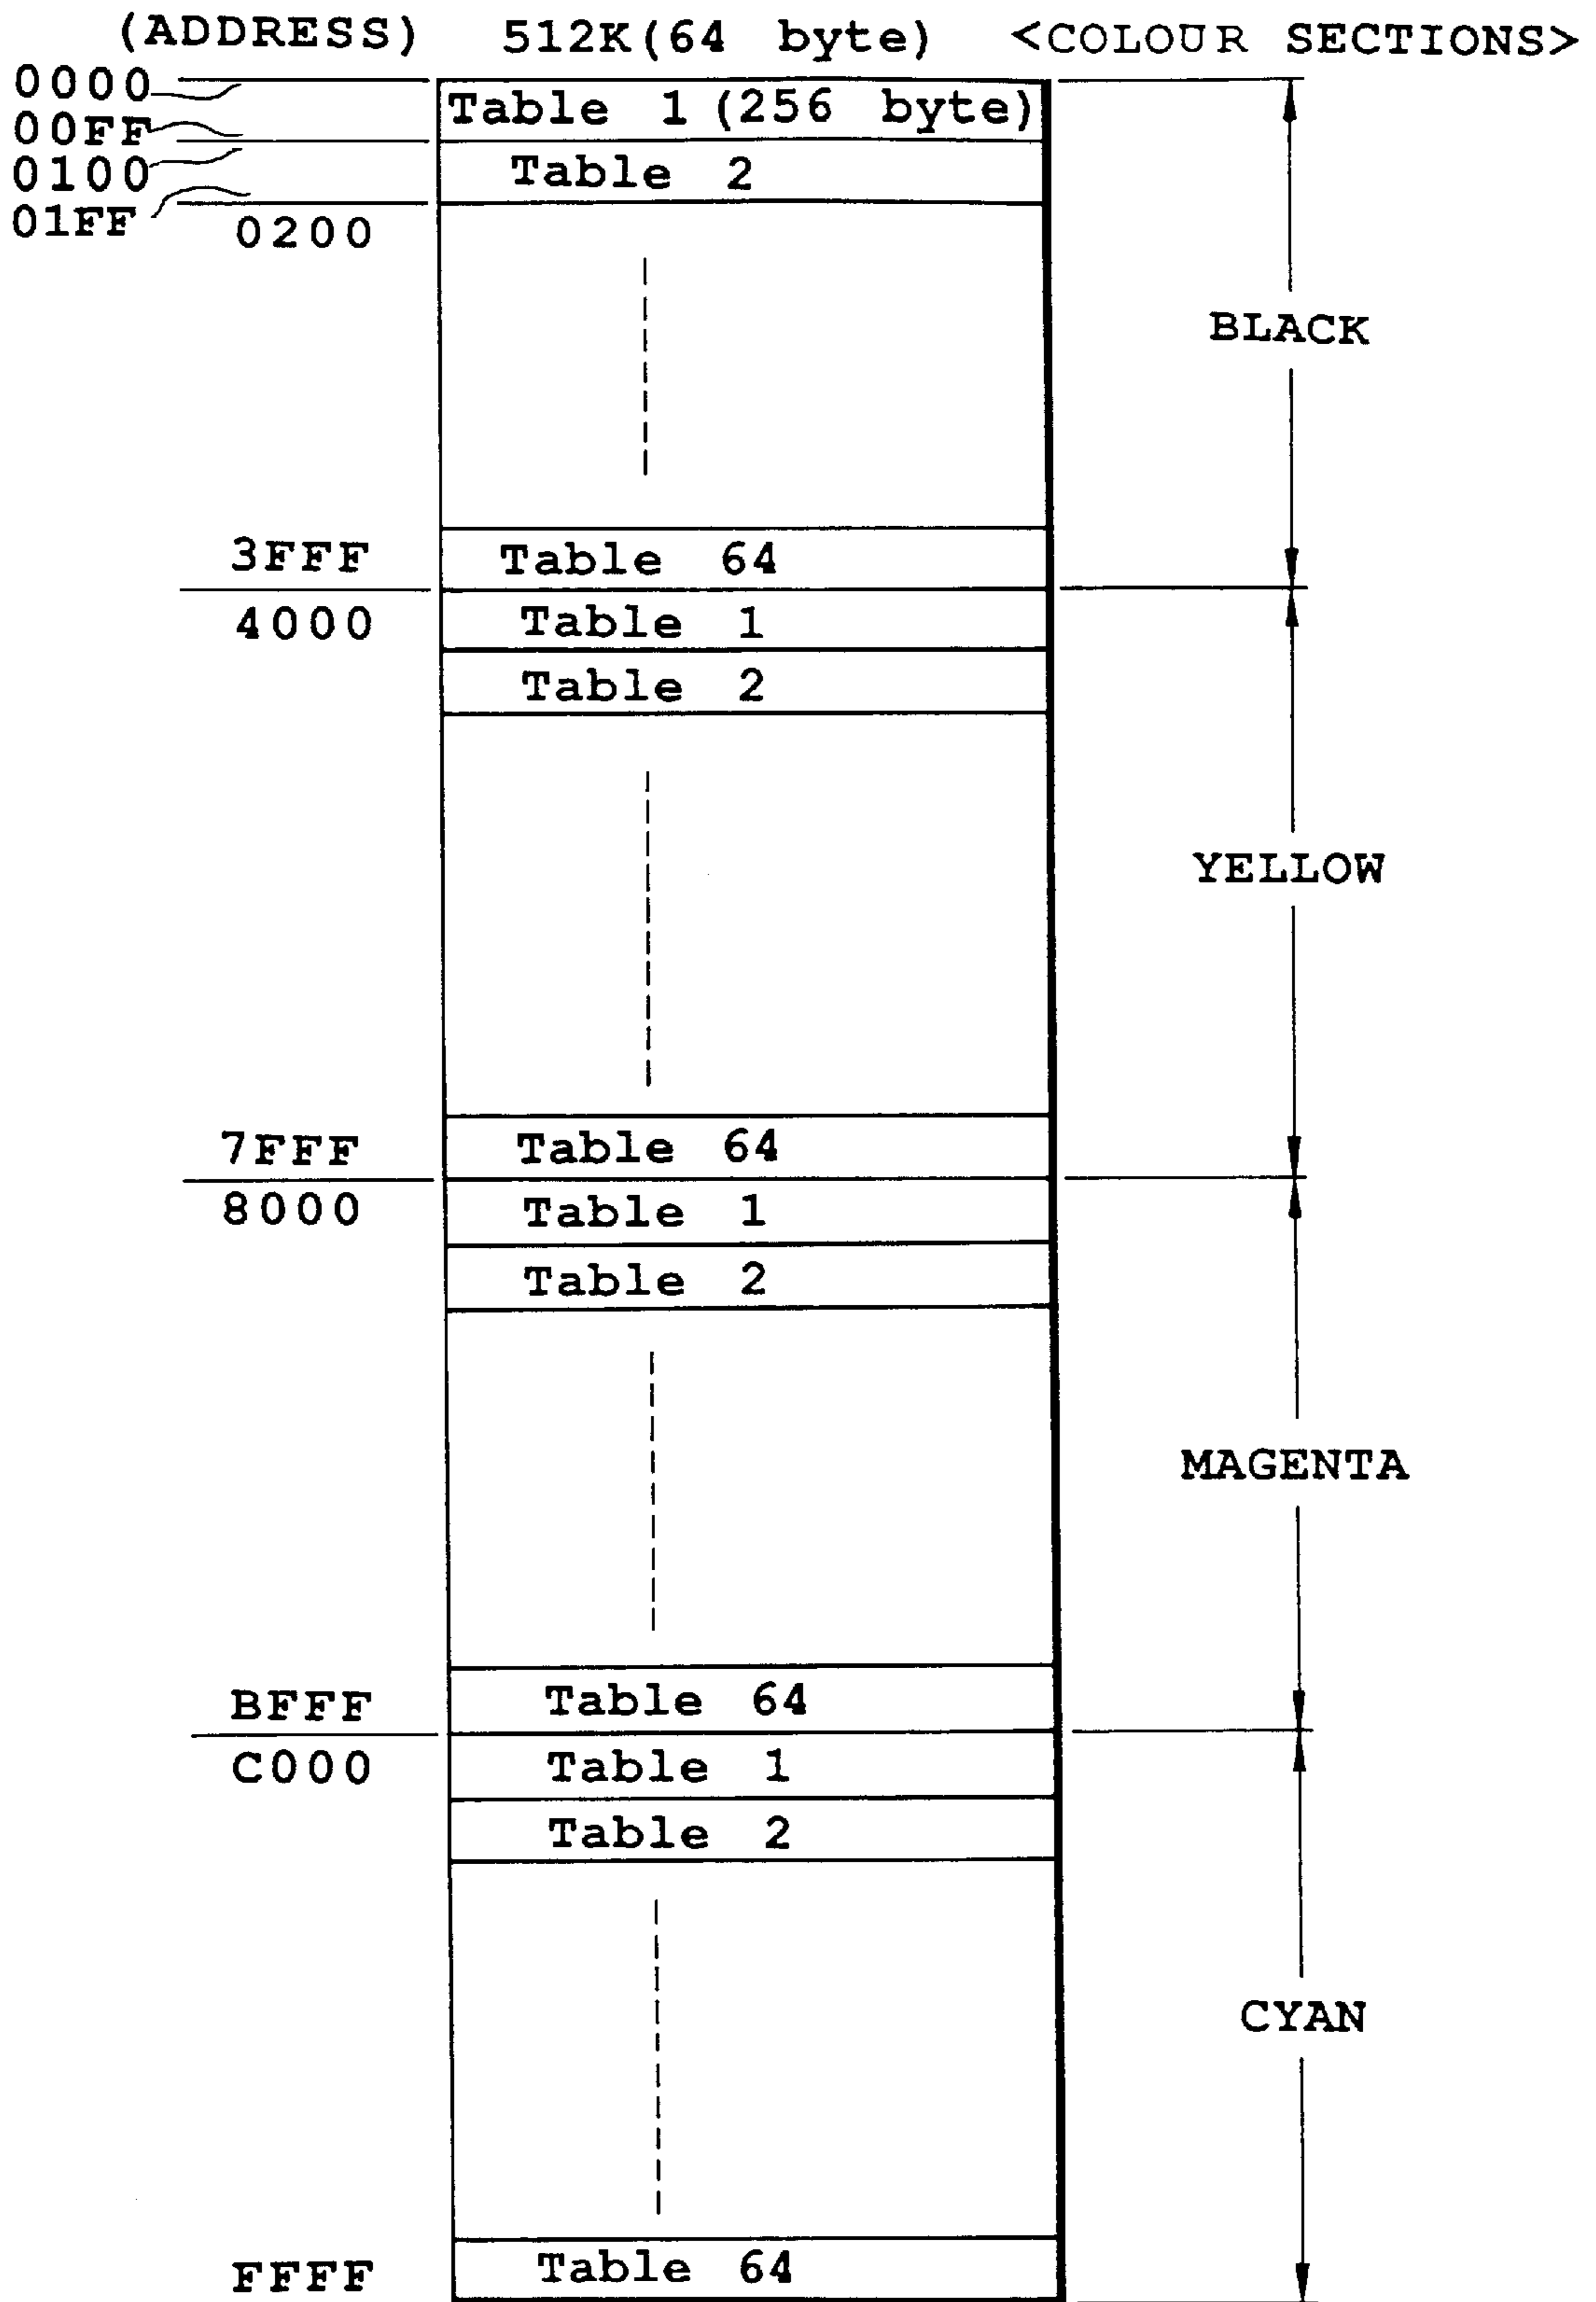 (ADDRESS) 512K(64 byte) <COLOUR SECTIONS>
0000
Table 1 (256 byte)
00FF
0100
Table 2
01FF
0200
BLACK
3FFF
Table 64
4000
Table 1
Table 2
YELLOW
7FFF
Table 64
8000
Table 1
Table 2
MAGENTA
BFFF
Table 64
C000
Table 1
Table 2
CYAN
FFFF
Table 64